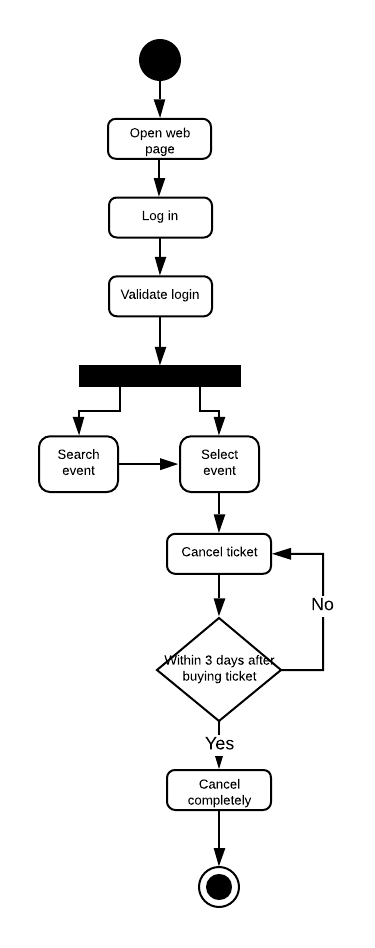 Open web
page
Log in
Validate login
Search
event
Select
event
Cancel ticket
No
Within 3 days after
buying ticket
Yes
Cancel
completely